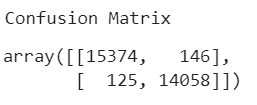 Confusion Matrix
array([[15374,   146],
       [  125, 14058]])